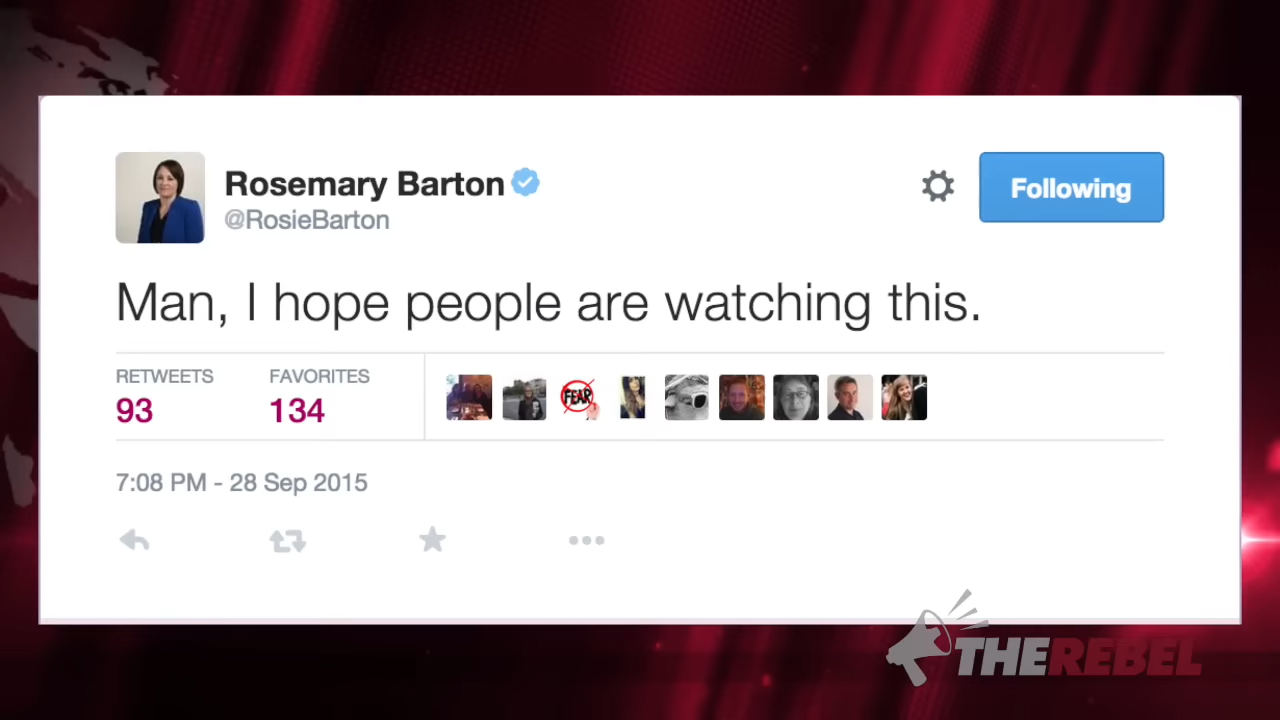 Rosemary Barton
@RosieBarton
Following
Man, I hope people are watching this.
RETWEETS FAVORITES
93 134
FEAR
7:08 PM - 28 Sep 2015
THEREBEL